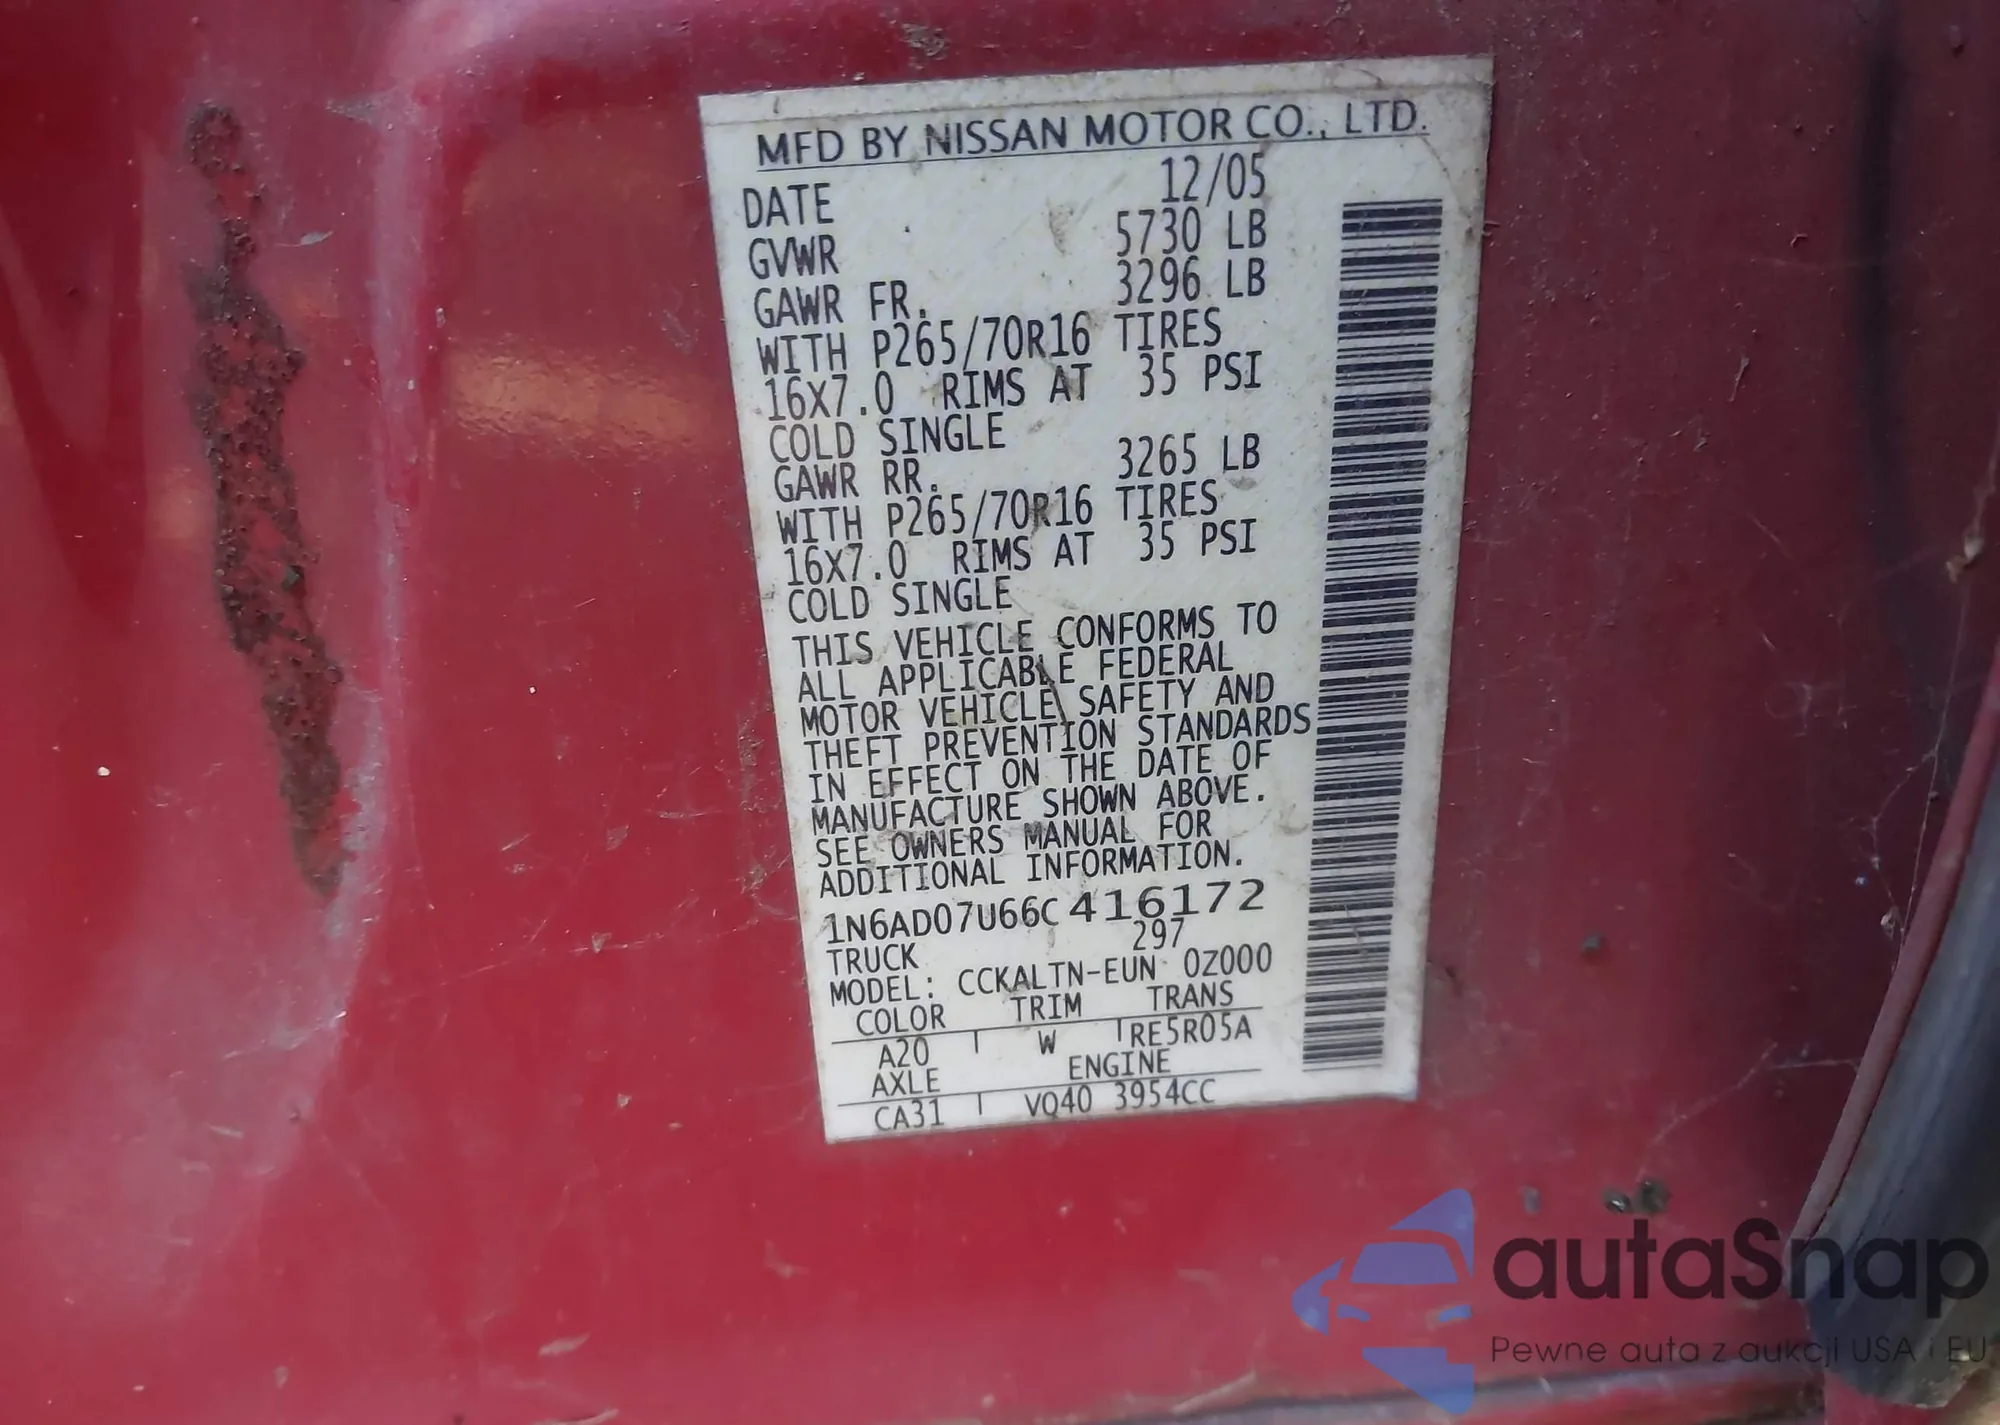 MFD BY NISSAN MOTOR CO., LTD.
DATE 12/05
GVWR 5730 LB
GAWR FR. 3296 LB
WITH P265/70R16 TIRES
16X7.0 RIMS AT 35 PSI
COLD SINGLE
GAWR RR. 3265 LB
WITH P265/70R16 TIRES
16X7.0 RIMS AT 35 PSI
COLD SINGLE
THIS VEHICLE CONFORMS TO
ALL APPLICABLE FEDERAL
MOTOR VEHICLE SAFETY AND
THEFT PREVENTION STANDARDS
IN EFFECT ON THE DATE OF
MANUFACTURE SHOWN ABOVE.
SEE OWNERS MANUAL FOR
ADDITIONAL INFORMATION.
1N6AD07U66C416172
TRUCK 297
MODEL: CCKALTN-EUN 0Z000
COLOR TRIM TRANS
A20 W RE5R05A
AXLE ENGINE
CA31 VQ40 3954CC
autaSnap
Pewne auta z aukcji USA i EU